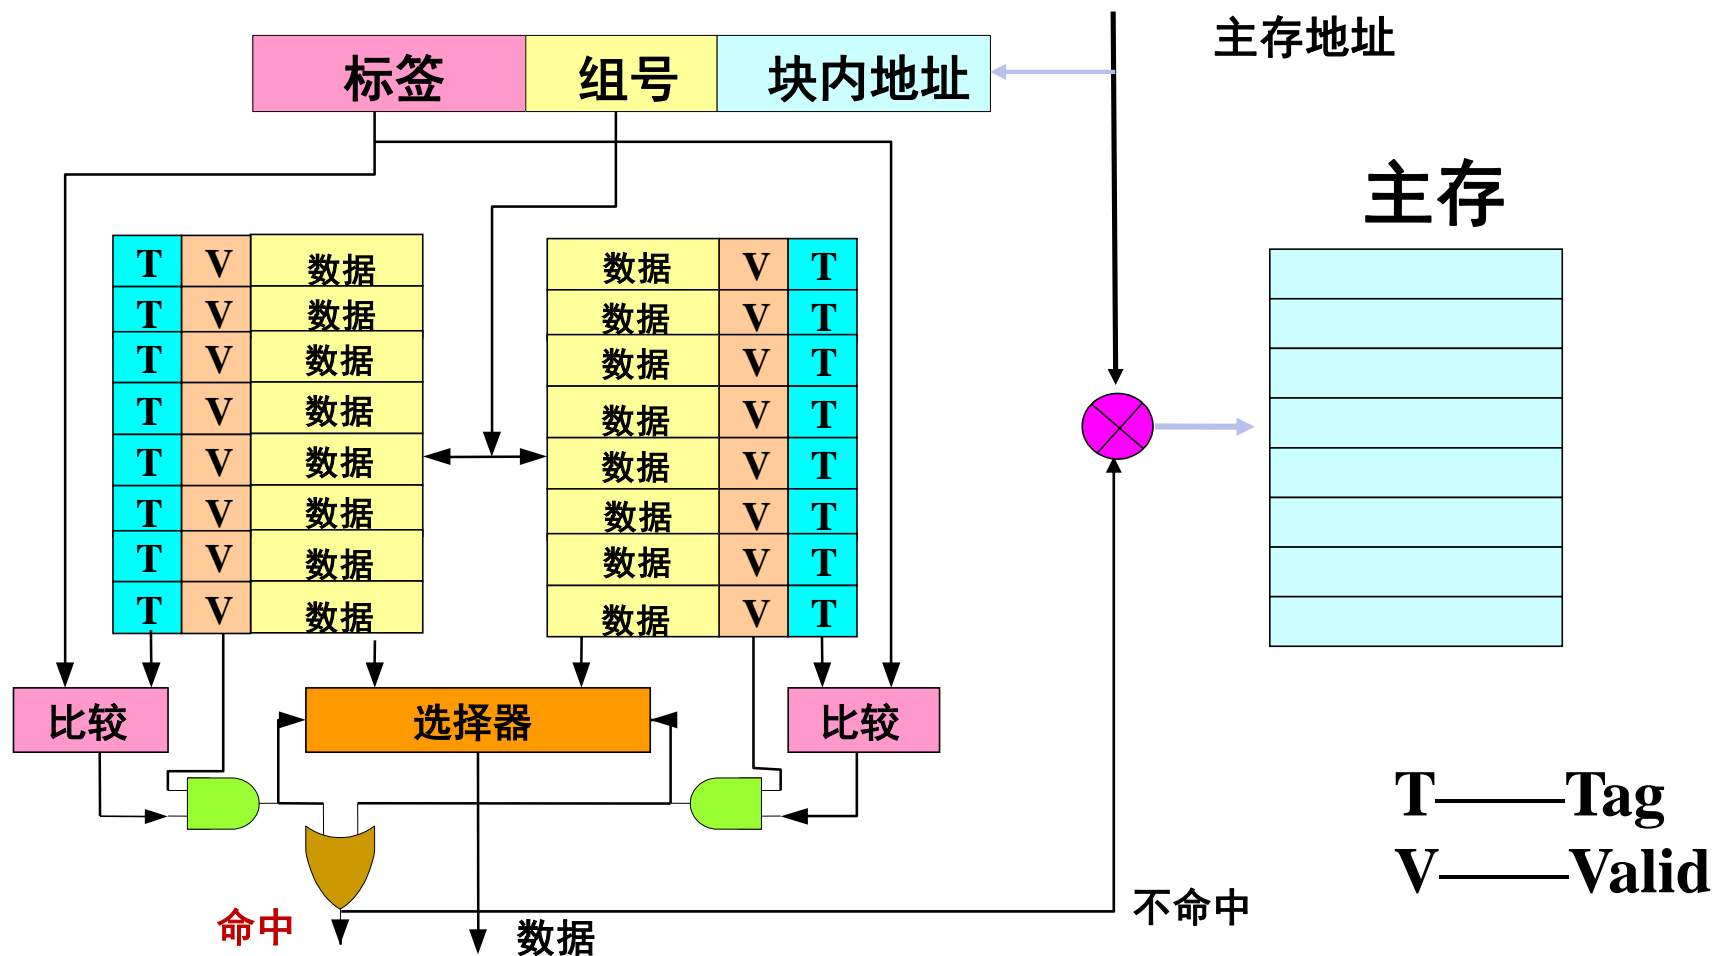 主存地址
标签 组号 块内地址
主存
T V 数据 数据 V T
T V 数据 数据 V T
T V 数据 数据 V T
T V 数据 数据 V T
T V 数据 数据 V T
T V 数据 数据 V T
T V 数据 数据 V T
T V 数据 数据 V T
比较 选择器 比较
T——Tag
V——Valid
命中 数据 不命中